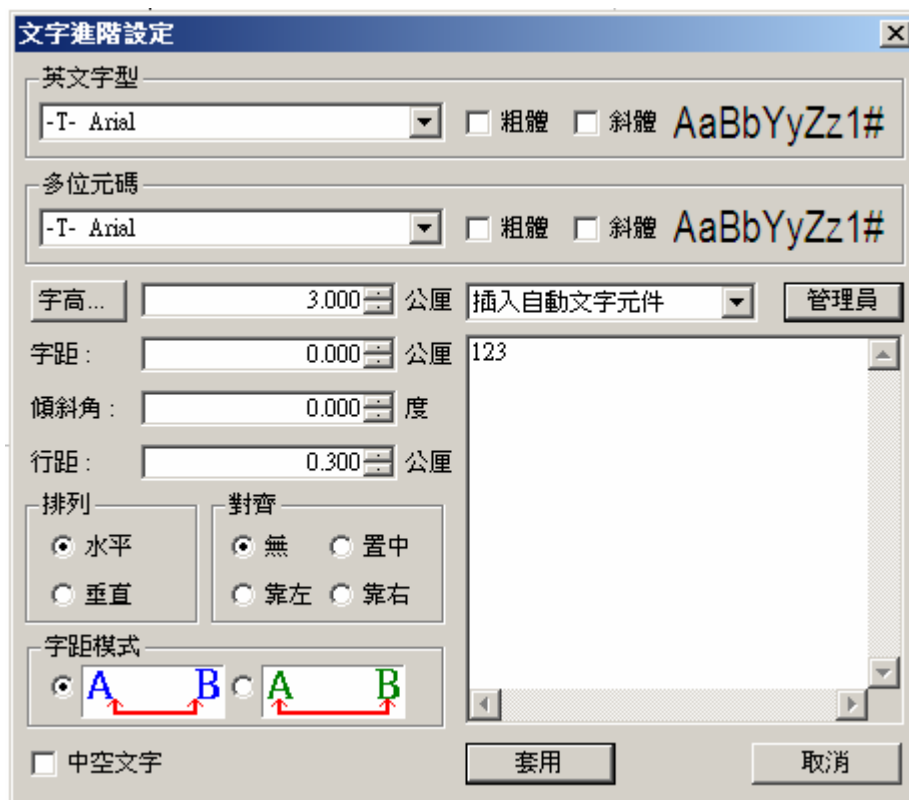 文字進階設定
英文字型
-T- Arial 粗體 斜體 AaBbYyZz1#
多位元碼
-T- Arial 粗體 斜體 AaBbYyZz1#
字高... 3.000 公厘 插入自動文字元件 管理員
字距： 0.000 公厘 123
傾斜角： 0.000 度
行距： 0.300 公厘
排列 對齊
水平 無 置中
垂直 靠左 靠右
字距模式
A B A B
中空文字 套用 取消